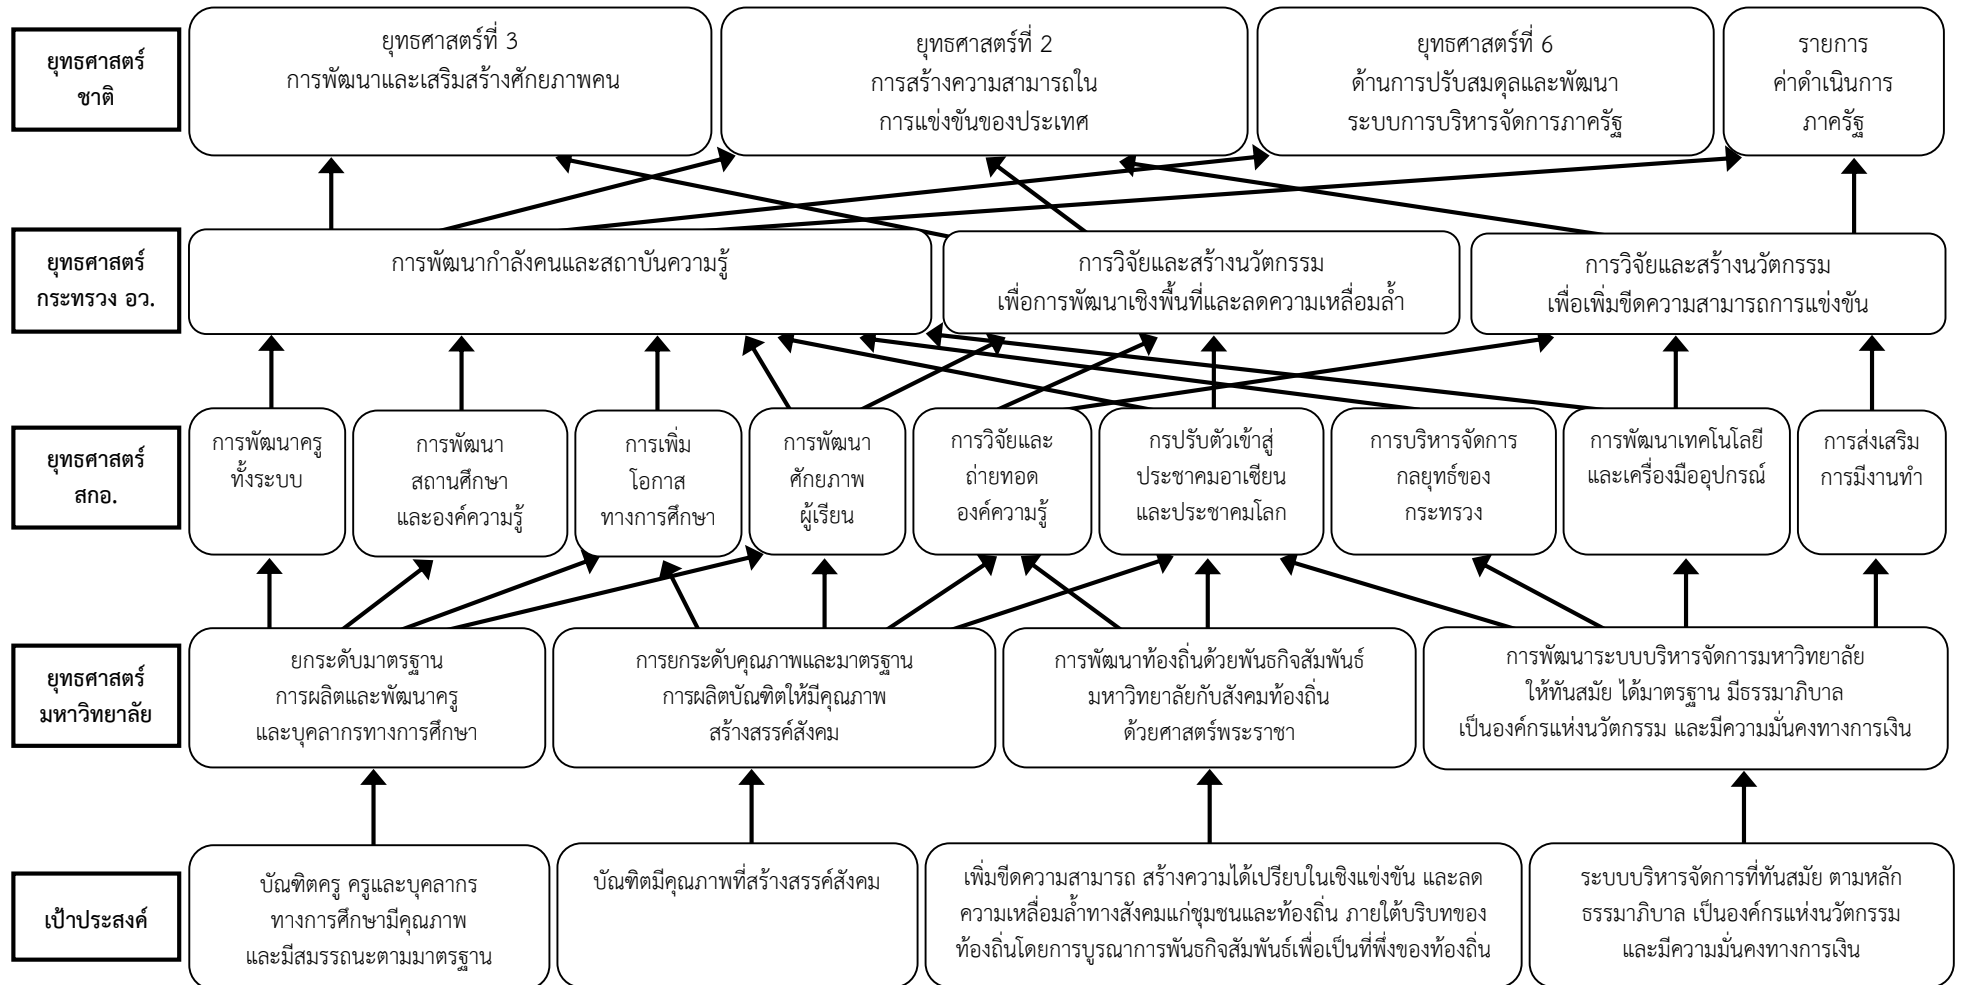 ยุทธศาสตร์
ชาติ
ยุทธศาสตร์ที่ 3
การพัฒนาและเสริมสร้างศักยภาพคน
ยุทธศาสตร์ที่ 2
การสร้างความสามารถใน
การแข่งขันของประเทศ
ยุทธศาสตร์ที่ 6
ด้านการปรับสมดุลและพัฒนา
ระบบการบริหารจัดการภาครัฐ
รายการ
ค่าดำเนินการ
ภาครัฐ
ยุทธศาสตร์
กระทรวง อว.
การพัฒนากำลังคนและสถาบันความรู้
การวิจัยและสร้างนวัตกรรม
เพื่อการพัฒนาเชิงพื้นที่และลดความเหลื่อมล้ำ
การวิจัยและสร้างนวัตกรรม
เพื่อเพิ่มขีดความสามารถการแข่งขัน
ยุทธศาสตร์
สกอ.
การพัฒนาครู
ทั้งระบบ
การพัฒนา
สถานศึกษา
และองค์ความรู้
การเพิ่ม
โอกาส
ทางการศึกษา
การพัฒนา
ศักยภาพ
ผู้เรียน
การวิจัยและ
ถ่ายทอด
องค์ความรู้
กรปรับตัวเข้าสู่
ประชาคมอาเซียน
และประชาคมโลก
การบริหารจัดการ
กลยุทธ์ของ
กระทรวง
การพัฒนาเทคโนโลยี
และเครื่องมืออุปกรณ์
การส่งเสริม
การมีงานทำ
ยุทธศาสตร์
มหาวิทยาลัย
ยกระดับมาตรฐาน
การผลิตและพัฒนาครู
และบุคลากรทางการศึกษา
การยกระดับคุณภาพและมาตรฐาน
การผลิตบัณฑิตให้มีคุณภาพ
สร้างสรรค์สังคม
การพัฒนาท้องถิ่นด้วยพันธกิจสัมพันธ์
มหาวิทยาลัยกับสังคมท้องถิ่น
ด้วยศาสตร์พระราชา
การพัฒนาระบบบริหารจัดการมหาวิทยาลัย
ให้ทันสมัย ได้มาตรฐาน มีธรรมาภิบาล
เป็นองค์กรแห่งนวัตกรรม และมีความมั่นคงทางการเงิน
เป้าประสงค์
บัณฑิตครู ครูและบุคลากร
ทางการศึกษามีคุณภาพ
และมีสมรรถนะตามมาตรฐาน
บัณฑิตมีคุณภาพที่สร้างสรรค์สังคม
เพิ่มขีดความสามารถ สร้างความได้เปรียบในเชิงแข่งขัน และลด
ความเหลื่อมล้ำทางสังคมแก่ชุมชนและท้องถิ่น ภายใต้บริบทของ
ท้องถิ่นโดยการบูรณาการพันธกิจสัมพันธ์เพื่อเป็นที่พึ่งของท้องถิ่น
ระบบบริหารจัดการที่ทันสมัย ตามหลัก
ธรรมาภิบาล เป็นองค์กรแห่งนวัตกรรม
และมีความมั่นคงทางการเงิน